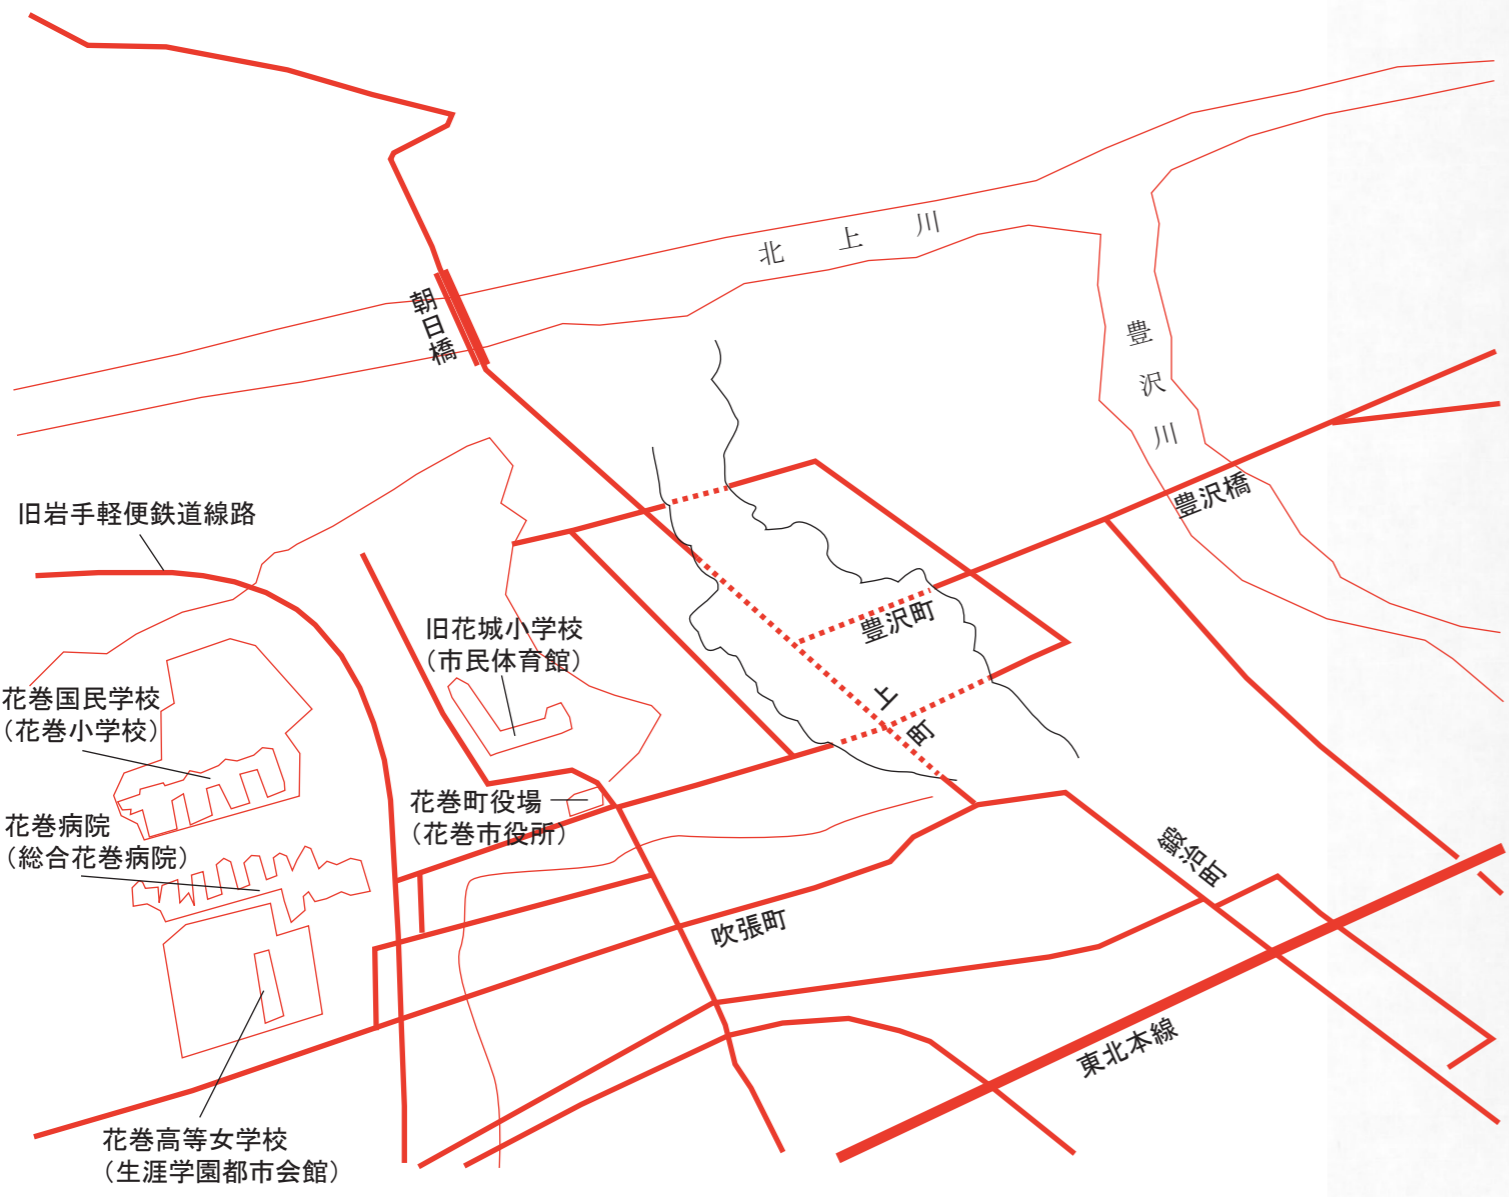 北上川
朝日橋
豊沢川
豊沢橋
旧岩手軽便鉄道線路
豊沢町
旧花城小学校
（市民体育館）
上町
花巻国民学校
（花巻小学校）
花巻町役場
（花巻市役所）
花巻病院
（総合花巻病院）
鍛冶町
吹張町
東北本線
花巻高等女学校
（生涯学園都市会館）